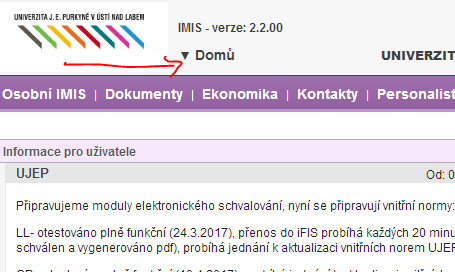 UNIVERZITA J. E. PURKYNĚ V ÚSTÍ NAD LABEM
IMIS - verze: 2.2.00
▼ Domů
UNIVERZIT
Osobní IMIS | Dokumenty | Ekonomika | Kontakty | Personalist
Informace pro uživatele
UJEP
Od: 0
Připravujeme moduly elektronického schvalování, nyní se připravují vnitřní normy:
LL- otestováno plně funkční (24.3.2017), přenos do iFIS probíhá každých 20 minu
schválen a vygenerováno pdf), probíhá jednání k aktualizaci vnitřních norem UJEP